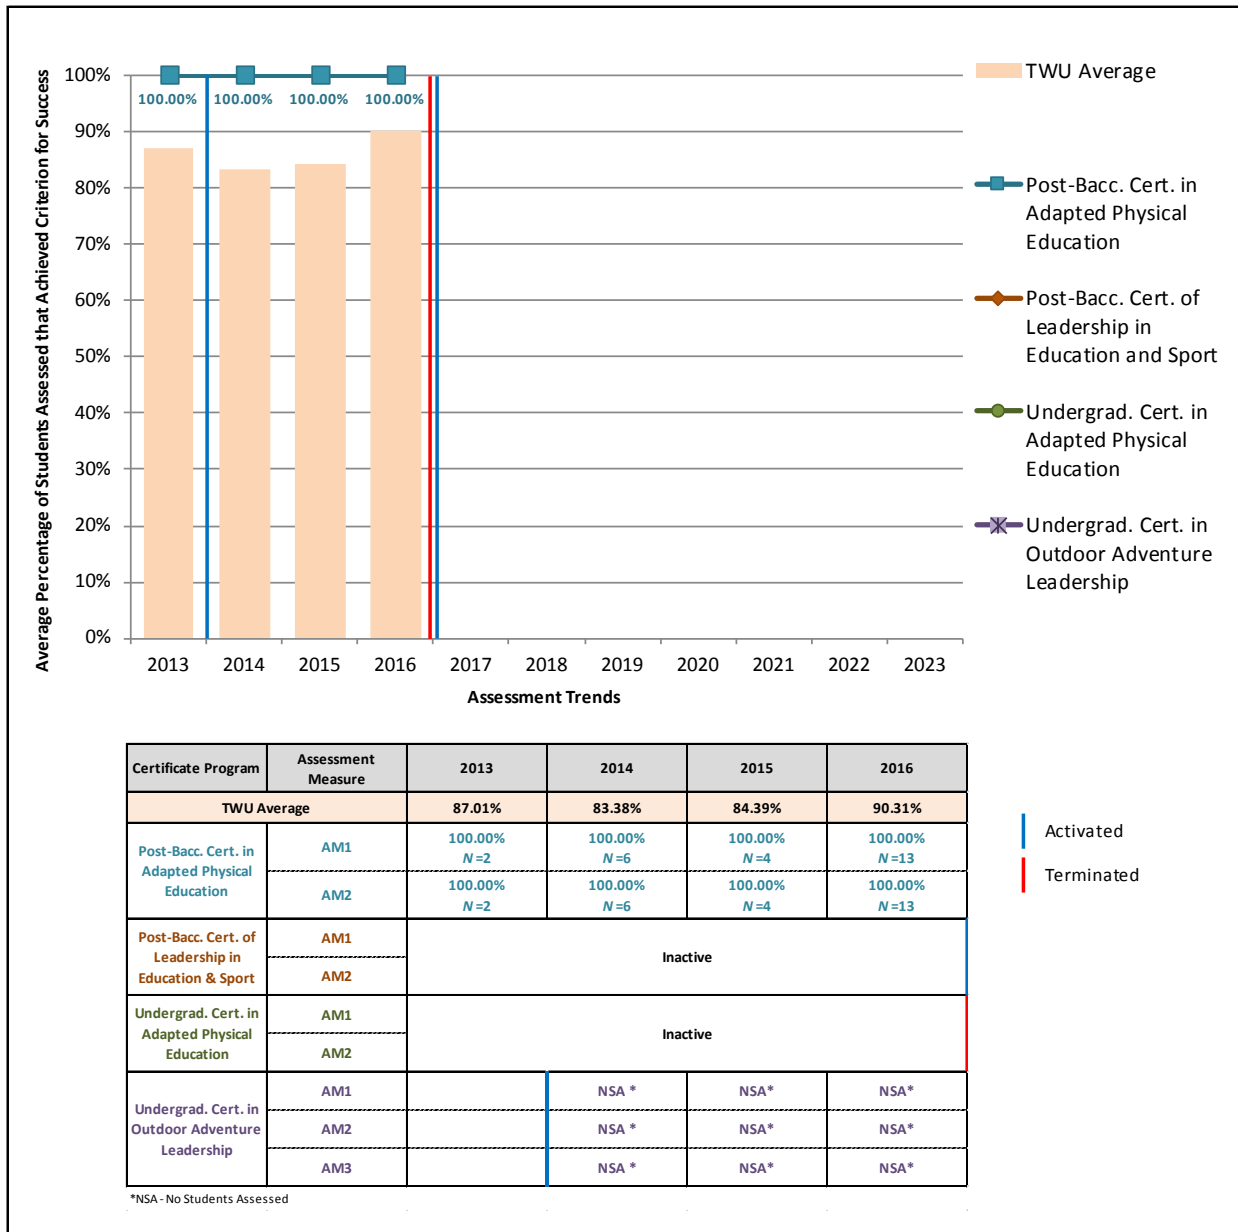 Average Percentage of Students Assessed that Achieved Criterion for Success
100%
90%
80%
70%
60%
50%
40%
30%
20%
10%
0%
100.00% 100.00% 100.00% 100.00%
2013 2014 2015 2016 2017 2018 2019 2020 2021 2022 2023
Assessment Trends
TWU Average
Post-Bacc. Cert. in
Adapted Physical
Education
Post-Bacc. Cert. of
Leadership in
Education and Sport
Undergrad. Cert. in
Adapted Physical
Education
Undergrad. Cert. in
Outdoor Adventure
Leadership
Certificate Program Assessment Measure 2013 2014 2015 2016
TWU Average 87.01% 83.38% 84.39% 90.31%
Post-Bacc. Cert. in
Adapted Physical
Education
AM1 100.00% 100.00% 100.00% 100.00%
N =2 N =6 N =4 N =13
AM2 100.00% 100.00% 100.00% 100.00%
N =2 N =6 N =4 N =13
Post-Bacc. Cert. of
Leadership in
Education & Sport
AM1
AM2
Inactive
Undergrad. Cert. in
Adapted Physical
Education
AM1
AM2
Inactive
Undergrad. Cert. in
Outdoor Adventure
Leadership
AM1 NSA * NSA* NSA*
AM2 NSA * NSA* NSA*
AM3 NSA * NSA* NSA*
*NSA - No Students Assessed
Activated
Terminated